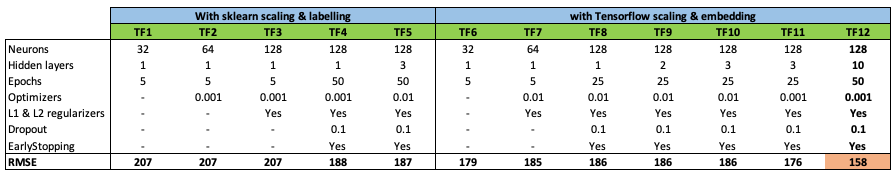 With sklearn scaling & labelling with Tensorflow scaling & embedding
TF1 TF2 TF3 TF4 TF5 TF6 TF7 TF8 TF9 TF10 TF11 TF12
Neurons 32 64 128 128 128 32 64 128 128 128 128 128
Hidden layers 1 1 1 1 3 1 1 1 2 3 3 10
Epochs 5 5 5 50 50 5 5 25 25 25 25 50
Optimizers - 0.001 0.001 0.001 0.01 - 0.01 0.01 0.01 0.01 0.001 0.001
L1 & L2 regularizers - - Yes Yes Yes - Yes Yes Yes Yes Yes Yes
Dropout - - - 0.1 0.1 - - 0.1 0.1 0.1 0.1 0.1
EarlyStopping - - - Yes Yes - - Yes Yes Yes Yes Yes
RMSE 207 207 207 188 187 179 185 186 186 186 176 158